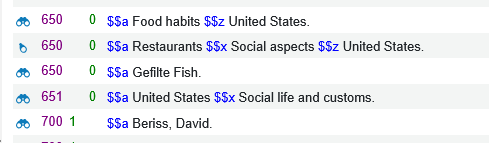 650 0 $$a Food habits $$z United States.
650 0 $$a Restaurants $$x Social aspects $$z United States.
650 0 $$a Gefilte Fish.
651 0 $$a United States $$x Social life and customs.
700 1 $$a Beriss, David.